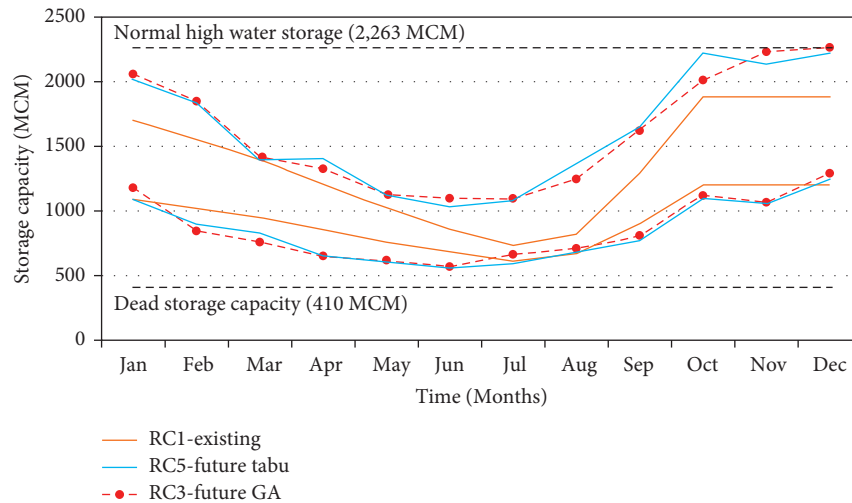 Storage capacity (MCM)
2500
2000
1500
1000
500
0
Normal high water storage (2,263 MCM)
Dead storage capacity (410 MCM)
Jan Feb Mar Apr May Jun Jul Aug Sep Oct Nov Dec
Time (Months)
RC1-existing
RC5-future tabu
RC3-future GA